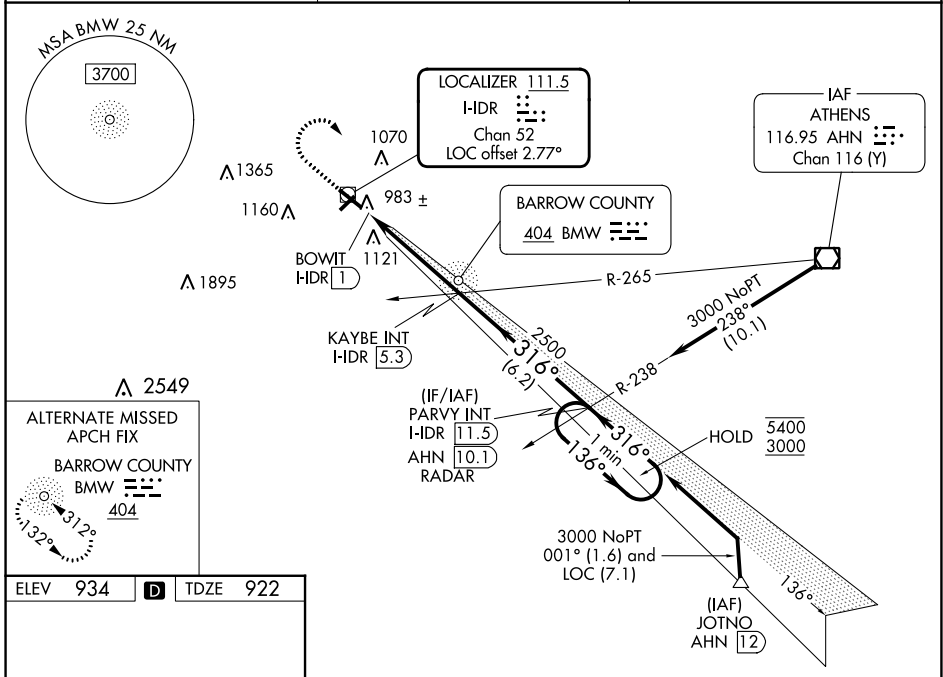 MSA BMW 25 NM
3700
LOCALIZER 111.5
I-IDR
Chan 52
LOC offset 2.77°
IAF
ATHENS
116.95 AHN
Chan 116 (Y)
1070
1365
1160
983 ±
BARROW COUNTY
404 BMW
BOWIT
I-IDR 1
1121
1895
R-265
3000 NoPT
238°
(10.1)
KAYBE INT
I-IDR 5.3
2500
316°
(6.2)
R-238
2549
(IF/IAF)
PARVY INT
I-IDR 11.5
AHN 10.1
RADAR
316°
1 min
136°
HOLD
5400
3000
ALTERNATE MISSED
APCH FIX
BARROW COUNTY
BMW
404
312°
132°
3000 NoPT
001° (1.6) and
LOC (7.1)
136°
(IAF)
JOTNO
AHN 12
ELEV 934
D
TDZE 922